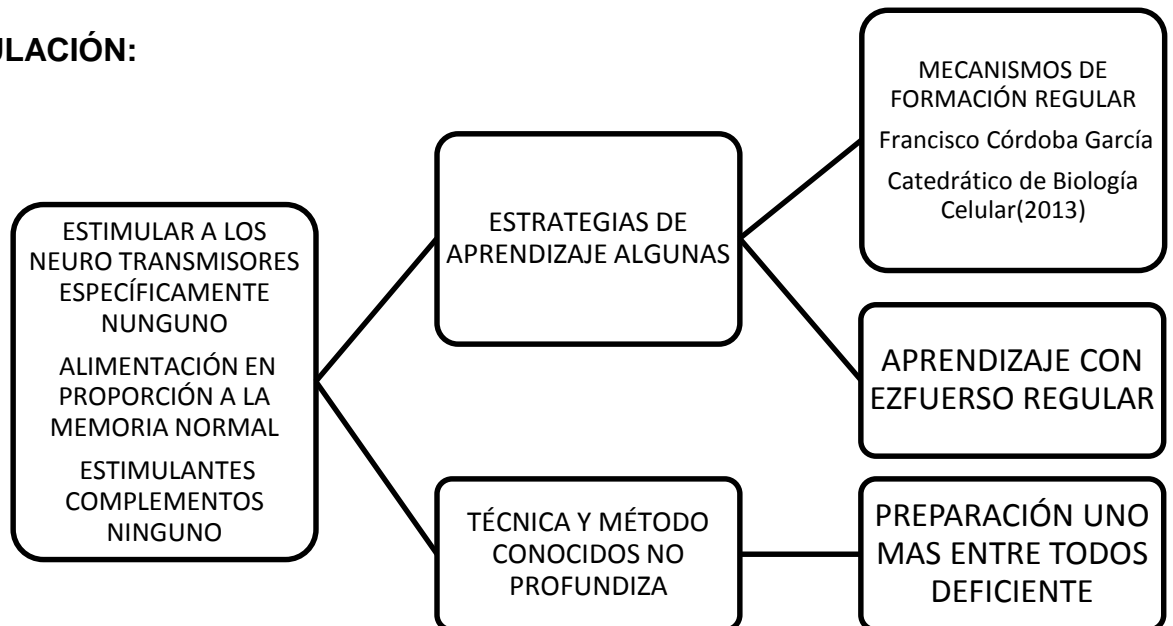 ULACIÓN:
ESTIMULAR A LOS
NEURO TRANSMISORES
ESPECÍFICAMENTE
NUNGUNO
ALIMENTACIÓN EN
PROPORCIÓN A LA
MEMORIA NORMAL
ESTIMULANTES
COMPLEMENTOS
NINGUNO
ESTRATEGIAS DE
APRENDIZAJE ALGUNAS
MECANISMOS DE
FORMACIÓN REGULAR
Francisco Córdoba García
Catedrático de Biología
Celular(2013)
APRENDIZAJE CON
EZFUERSO REGULAR
TÉCNICA Y MÉTODO
CONOCIDOS NO
PROFUNDIZA
PREPARACIÓN UNO
MAS ENTRE TODOS
DEFICIENTE